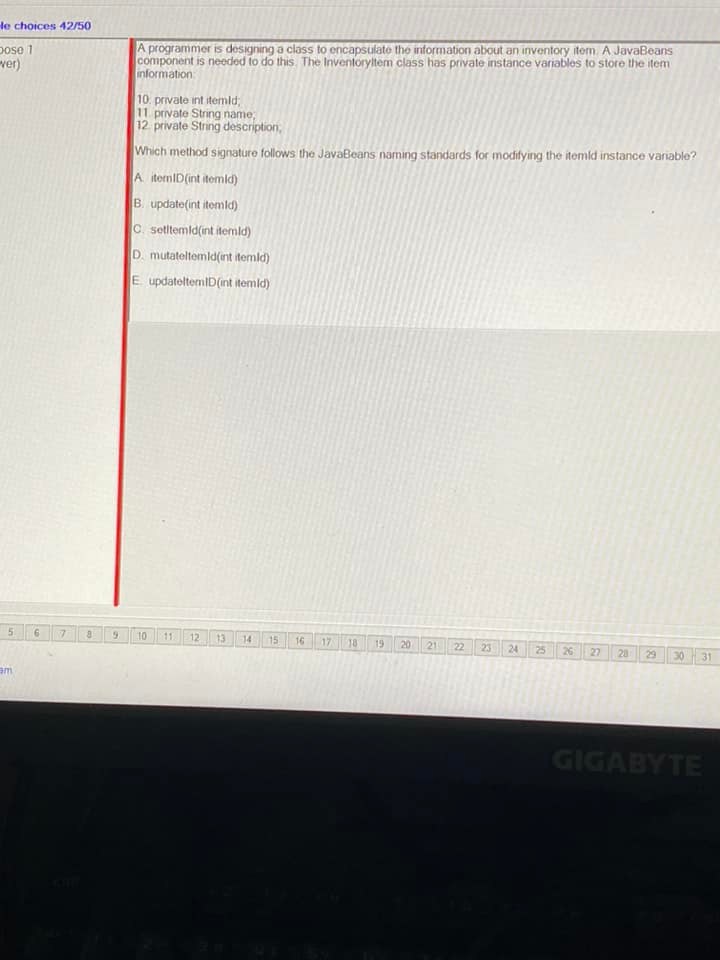 le choices 42/50
pose 1
wer)
A programmer is designing a class to encapsulate the information about an inventory item. A JavaBeans
component is needed to do this. The InventoryItem class has private instance variables to store the item
information:
10. private int itemId;
11. private String name;
12. private String description;
Which method signature follows the JavaBeans naming standards for modifying the itemId instance variable?
A. itemID(int itemId)
B. update(int itemId)
C. setItemId(int itemId)
D. mutateItemId(int itemId)
E. updateItemID(int itemId)
5 6 7 8 9 10 11 12 13 14 15 16 17 18 19 20 21 22 23 24 25 26 27 28 29 30 31
am
GIGABYTE